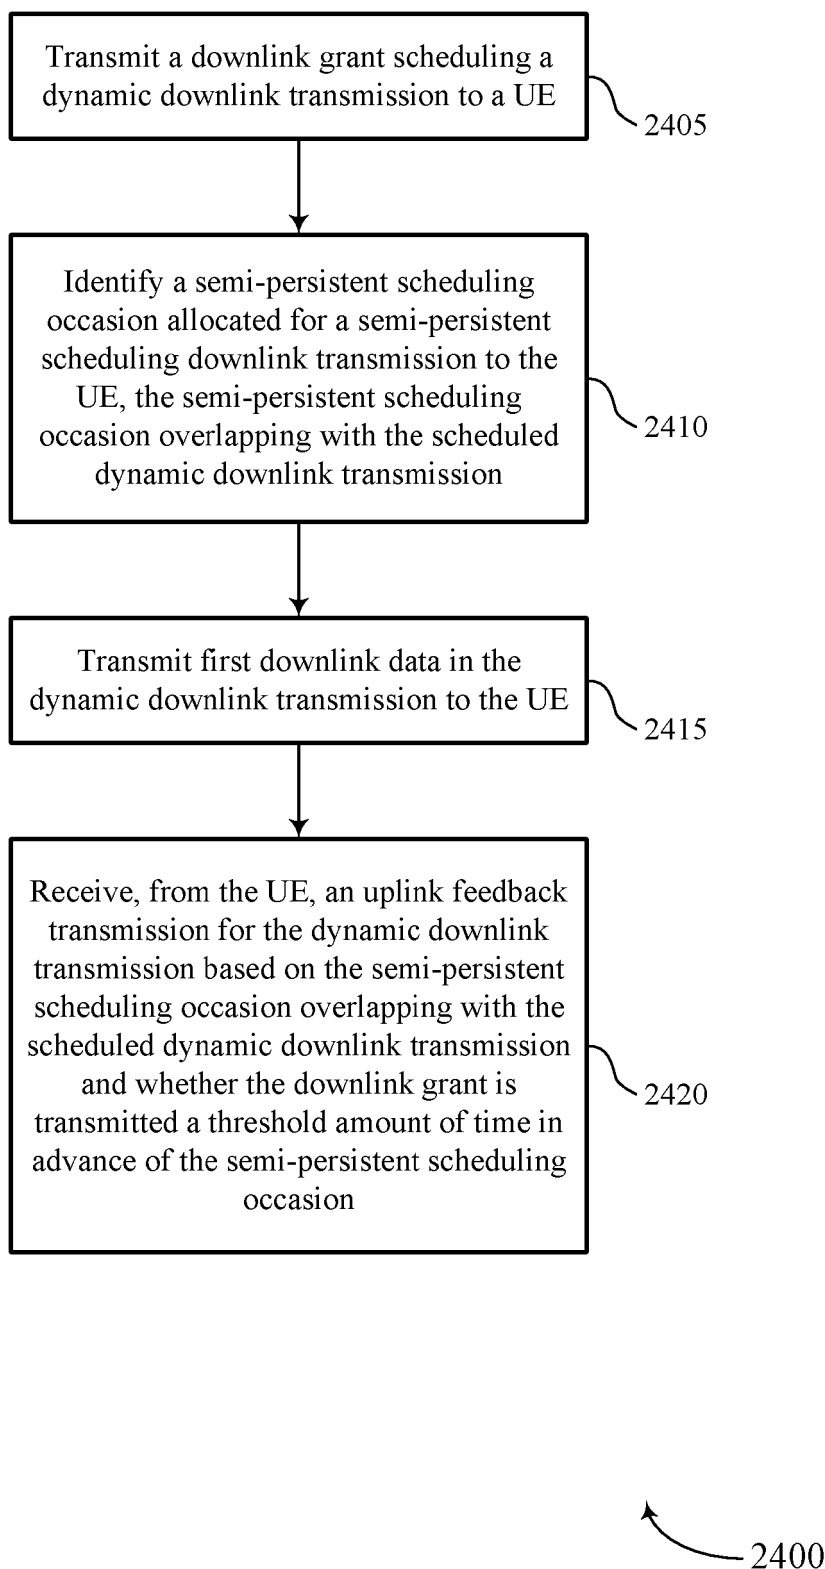 Transmit a downlink grant scheduling a
dynamic downlink transmission to a UE
2405
Identify a semi-persistent scheduling
occasion allocated for a semi-persistent
scheduling downlink transmission to the
UE, the semi-persistent scheduling
occasion overlapping with the scheduled
dynamic downlink transmission
2410
Transmit first downlink data in the
dynamic downlink transmission to the UE
2415
Receive, from the UE, an uplink feedback
transmission for the dynamic downlink
transmission based on the semi-persistent
scheduling occasion overlapping with the
scheduled dynamic downlink transmission
and whether the downlink grant is
transmitted a threshold amount of time in
advance of the semi-persistent scheduling
occasion
2420
2400